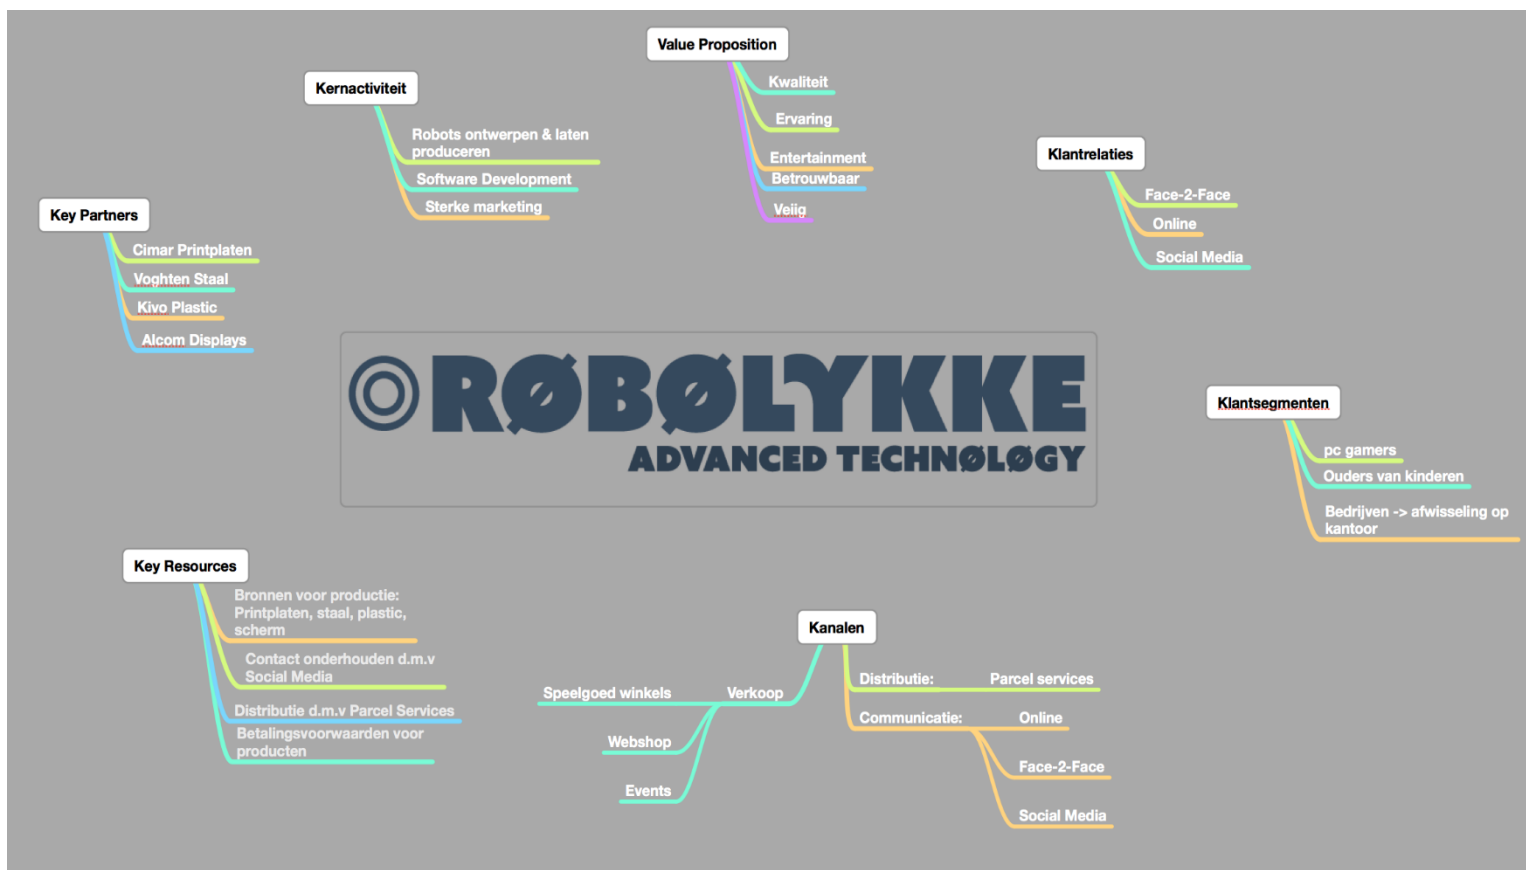 Value Proposition
Kwaliteit
Ervaring
Entertainment
Betrouwbaar
Veiig
Kernactiviteit
Robots ontwerpen & laten
produceren
Software Development
Sterke marketing
Klantrelaties
Face-2-Face
Online
Social Media
Key Partners
Cimar Printplaten
Voghten Staal
Kivo Plastic
Alcom Displays
RØBØLYKKE
ADVANCED TECHNØLØGY
Klantsegmenten
pc gamers
Ouders van kinderen
Bedrijven -> afwisseling op
kantoor
Key Resources
Bronnen voor productie:
Printplaten, staal, plastic,
scherm
Contact onderhouden d.m.v
Social Media
Distributie d.m.v Parcel Services
Betalingsvoorwaarden voor
producten
Kanalen
Verkoop
Speelgoed winkels
Webshop
Events
Distributie: Parcel services
Communicatie: Online
Face-2-Face
Social Media